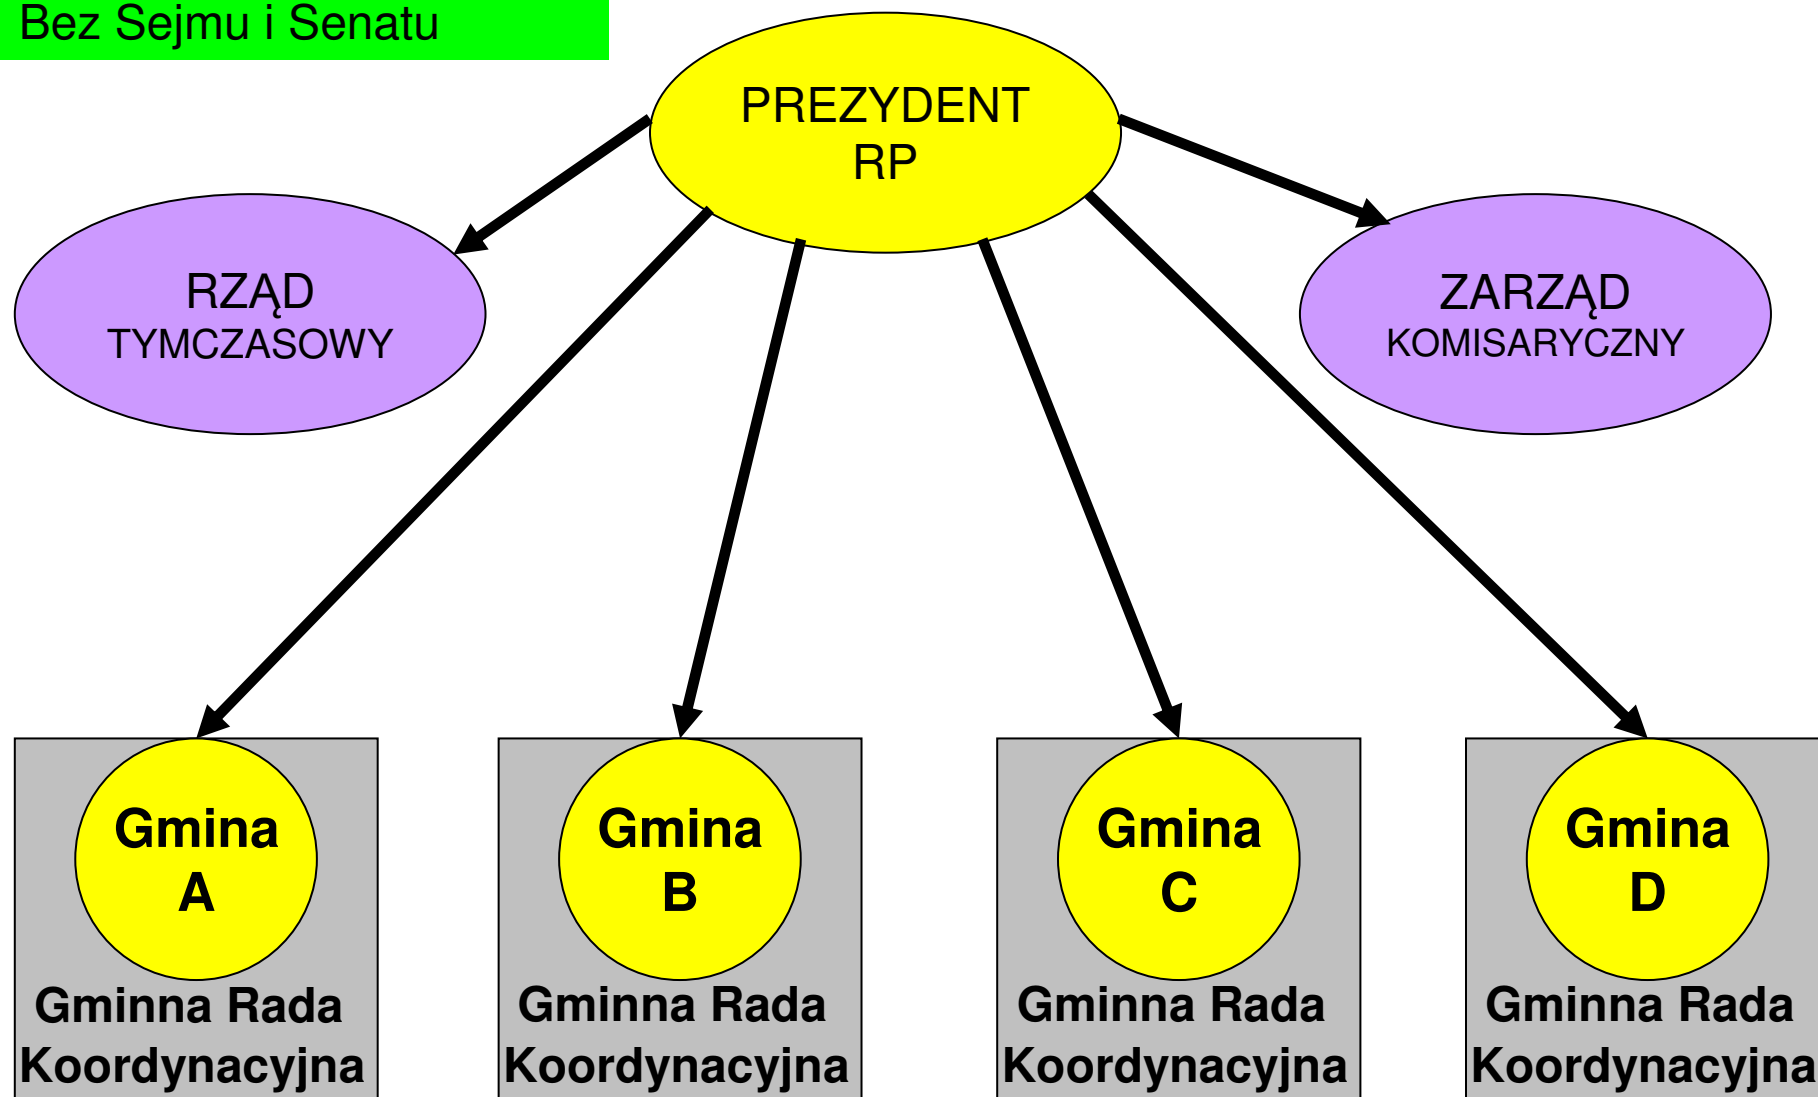 Bez Sejmu i Senatu
PREZYDENT
RP
RZĄD
TYMCZASOWY
ZARZĄD
KOMISARYCZNY
Gmina
A
Gminna Rada
Koordynacyjna
Gmina
B
Gminna Rada
Koordynacyjna
Gmina
C
Gminna Rada
Koordynacyjna
Gmina
D
Gminna Rada
Koordynacyjna